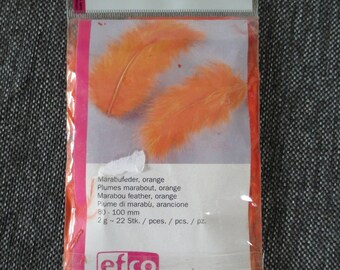 Marabufeder, orange
Plumes marabout, orange
Marabou feather, orange
Piume di marabù, arancione
80 - 100 mm
2 g ~ 22 Stk. / pces. / pcs. / pz.
efco